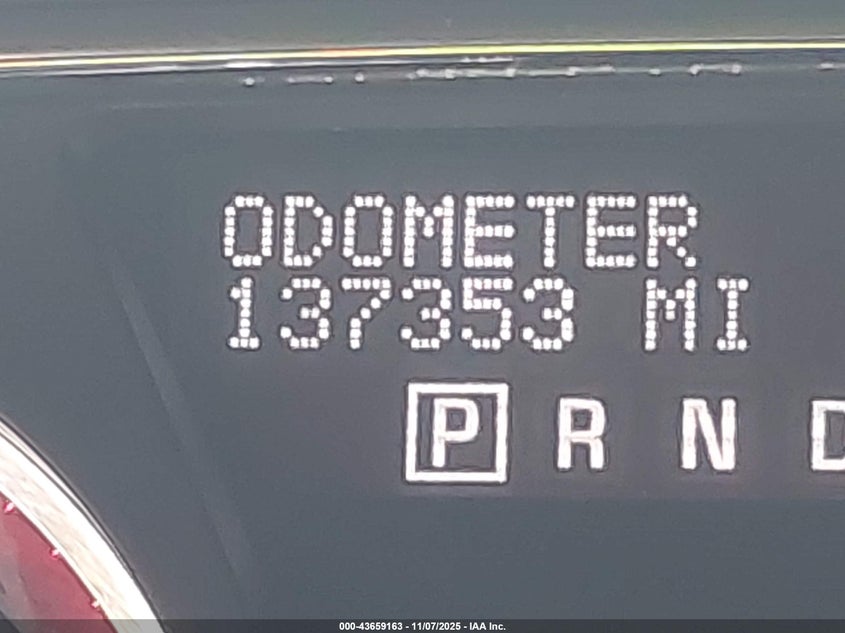 ODOMETER
137353 MI
P R N D
000-43659163 - 11/07/2025 - IAA Inc.